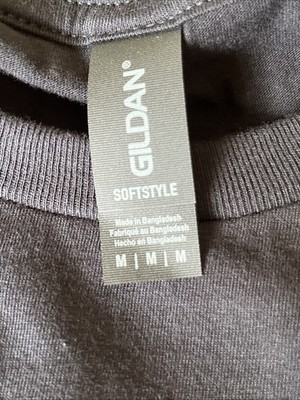 GILDAN®
SOFTSTYLE
Made in Bangladesh
Fabriqué au Bangladesh
Hecho en Bangladesh
M | M | M